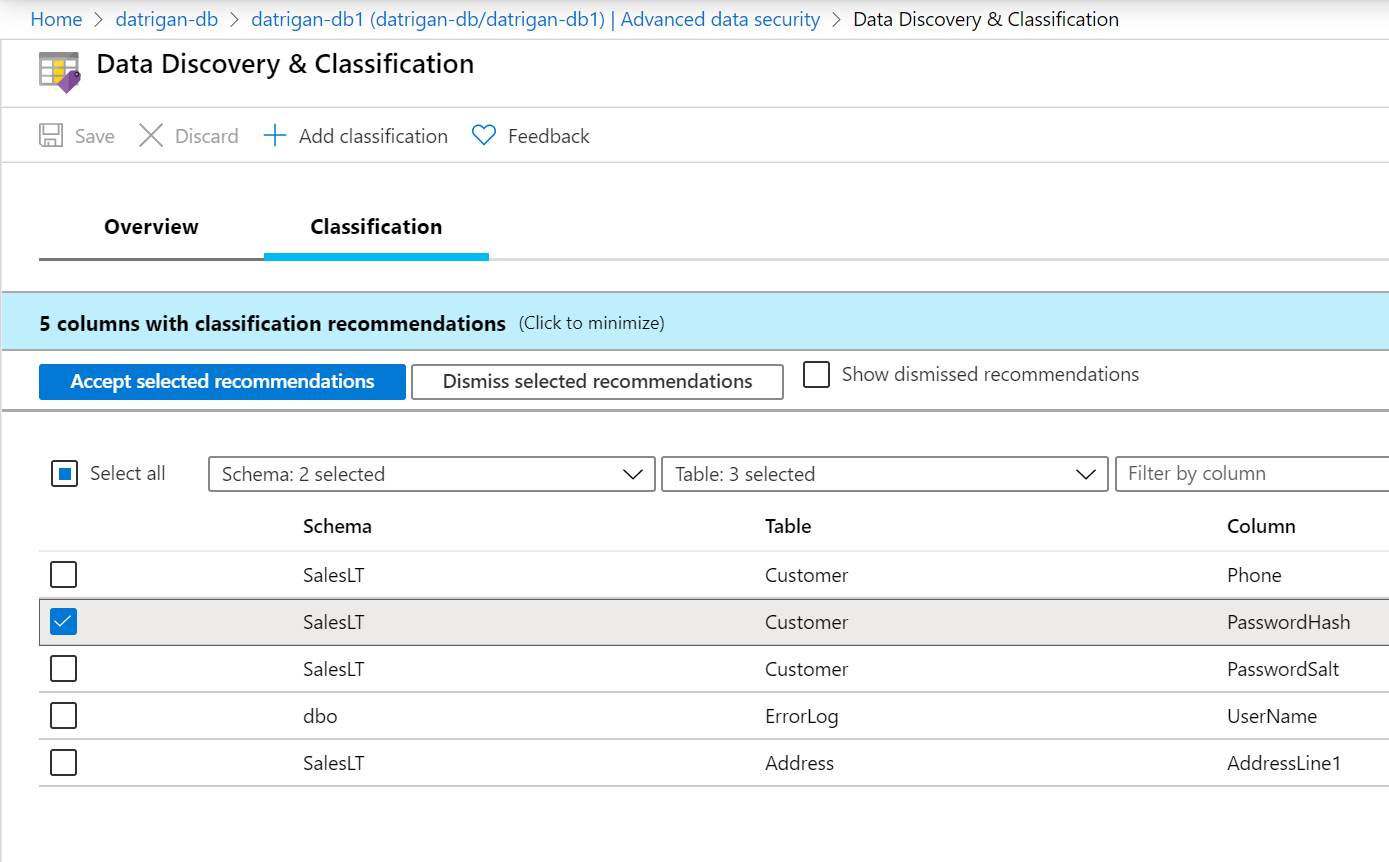 Home > datrigan-db > datrigan-db1 (datrigan-db/datrigan-db1) | Advanced data security > Data Discovery & Classification
Data Discovery & Classification
Save Discard Add classification Feedback
Overview Classification
5 columns with classification recommendations (Click to minimize)
Accept selected recommendations Dismiss selected recommendations Show dismissed recommendations
Select all Schema: 2 selected Table: 3 selected Filter by column
Schema Table Column
SalesLT Customer Phone
SalesLT Customer PasswordHash
SalesLT Customer PasswordSalt
dbo ErrorLog UserName
SalesLT Address AddressLine1